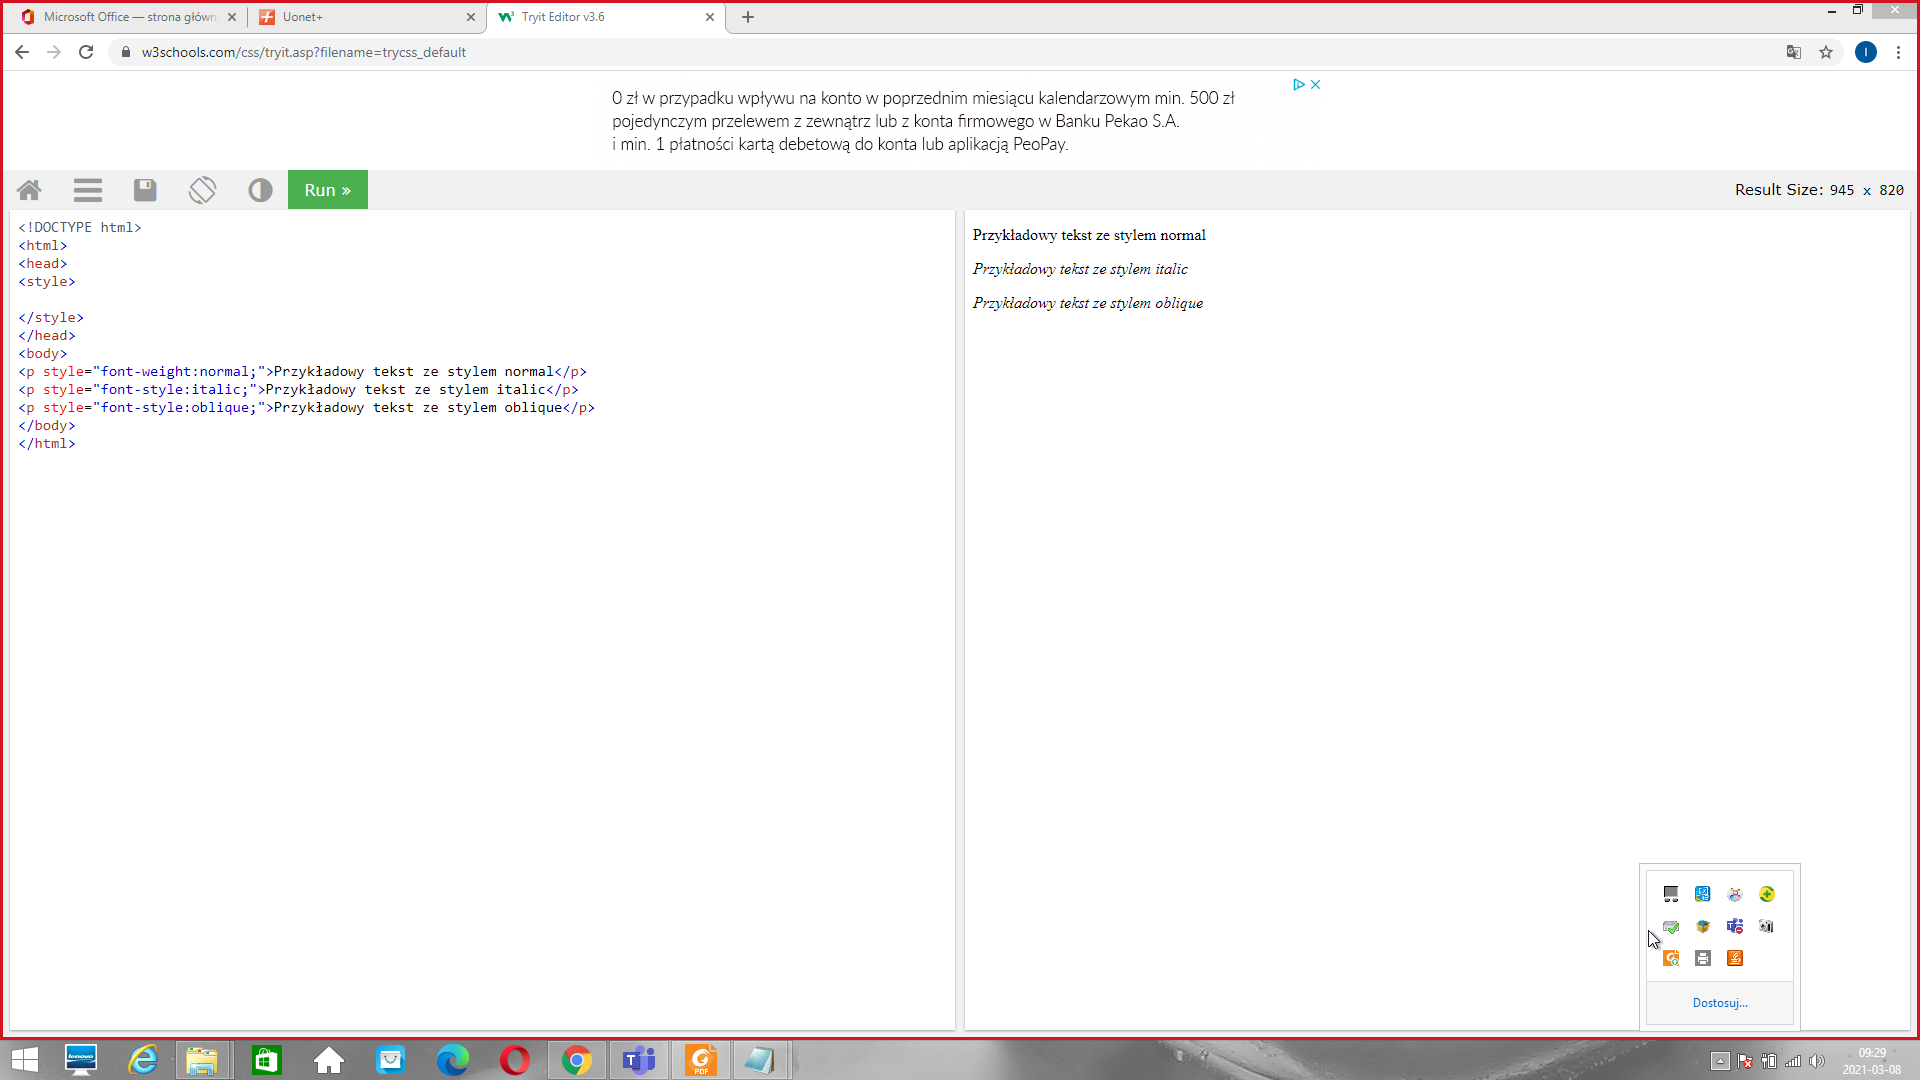 Microsoft Office — strona główn
Uonet+
Tryit Editor v3.6
w3schools.com/css/tryit.asp?filename=trycss_default
I
0 zł w przypadku wpływu na konto w poprzednim miesiącu kalendarzowym min. 500 zł
pojedynczym przelewem z zewnątrz lub z konta firmowego w Banku Pekao S.A.
i min. 1 płatności kartą debetową do konta lub aplikacją PeoPay.
Run »
Result Size: 945 x 820
<!DOCTYPE html>
<html>
<head>
<style>
</style>
</head>
<body>
<p style="font-weight:normal;">Przykładowy tekst ze stylem normal</p>
<p style="font-style:italic;">Przykładowy tekst ze stylem italic</p>
<p style="font-style:oblique;">Przykładowy tekst ze stylem oblique</p>
</body>
</html>
Przykładowy tekst ze stylem normal
Przykładowy tekst ze stylem italic
Przykładowy tekst ze stylem oblique
Dostosuj...
lenovo
PDF
09:29
2021-03-08